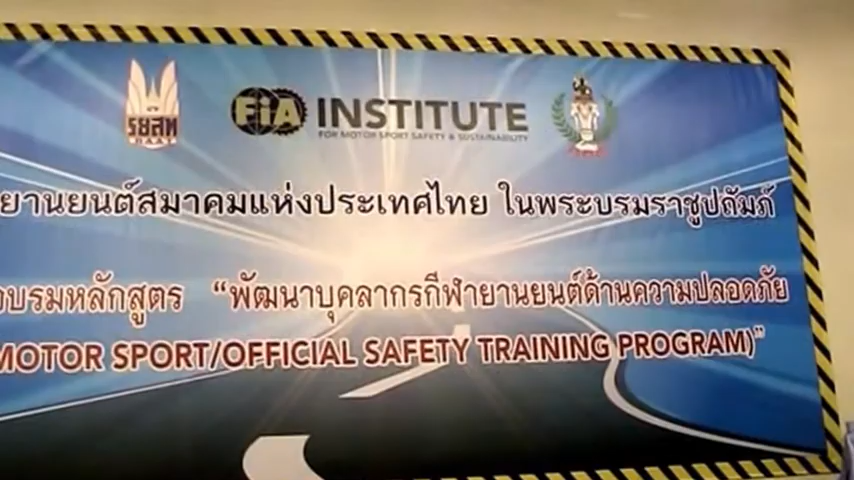 รยสท
RAAT
FiA INSTITUTE
FOR MOTOR SPORT SAFETY & SUSTAINABILITY
ยานยนต์สมาคมแห่งประเทศไทย ในพระบรมราชูปถัมภ์
อบรมหลักสูตร “พัฒนาบุคลากรกีฬายานยนต์ด้านความปลอดภัย
MOTOR SPORT/OFFICIAL SAFETY TRAINING PROGRAM)”